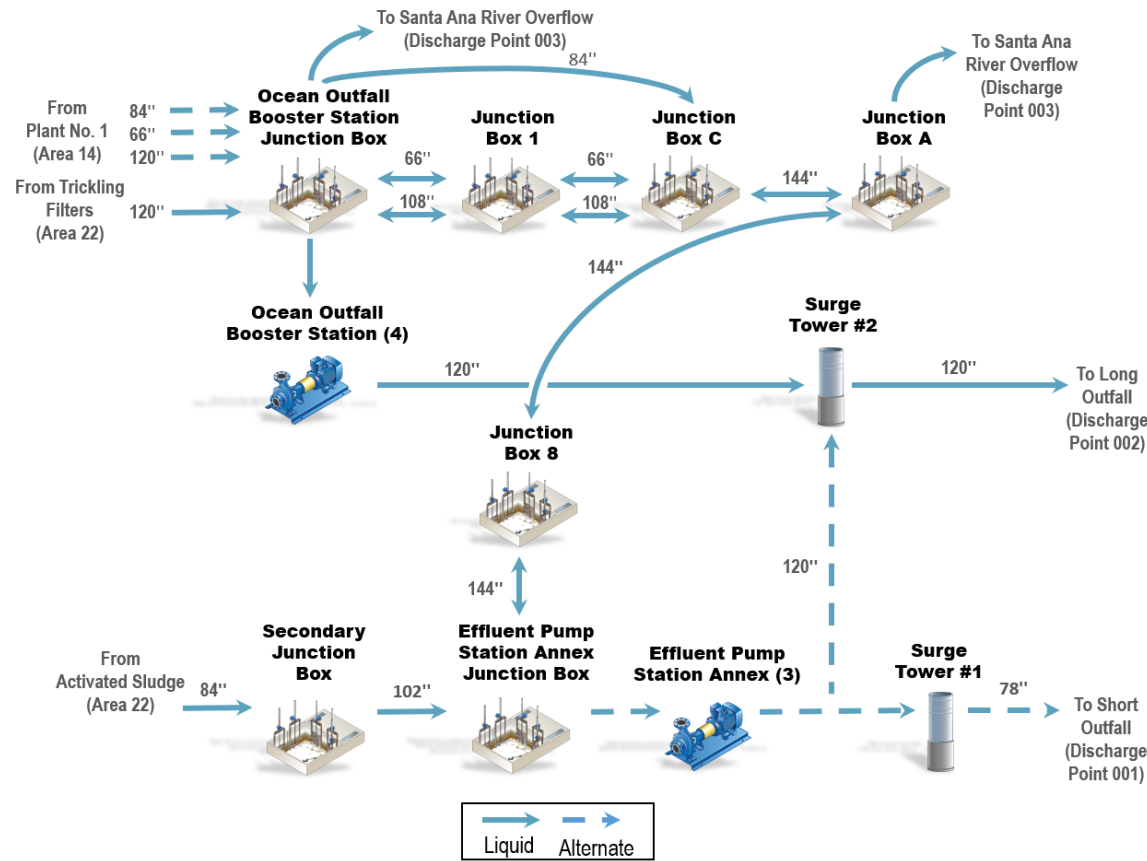 To Santa Ana River Overflow
(Discharge Point 003)
84"
To Santa Ana
River Overflow
(Discharge
Point 003)
From
Plant No. 1
(Area 14)
84"
66"
120"
Ocean Outfall
Booster Station
Junction Box
Junction
Box 1
Junction
Box C
Junction
Box A
From Trickling
Filters
(Area 22)
120"
66"
108"
66"
108"
144"
144"
Ocean Outfall
Booster Station (4)
Surge
Tower #2
120"
120"
To Long
Outfall
(Discharge
Point 002)
Junction
Box 8
144"
120"
From
Activated Sludge
(Area 22)
84"
Secondary
Junction
Box
102"
Effluent Pump
Station Annex
Junction Box
Effluent Pump
Station Annex (3)
Surge
Tower #1
78"
To Short
Outfall
(Discharge
Point 001)
Liquid
Alternate